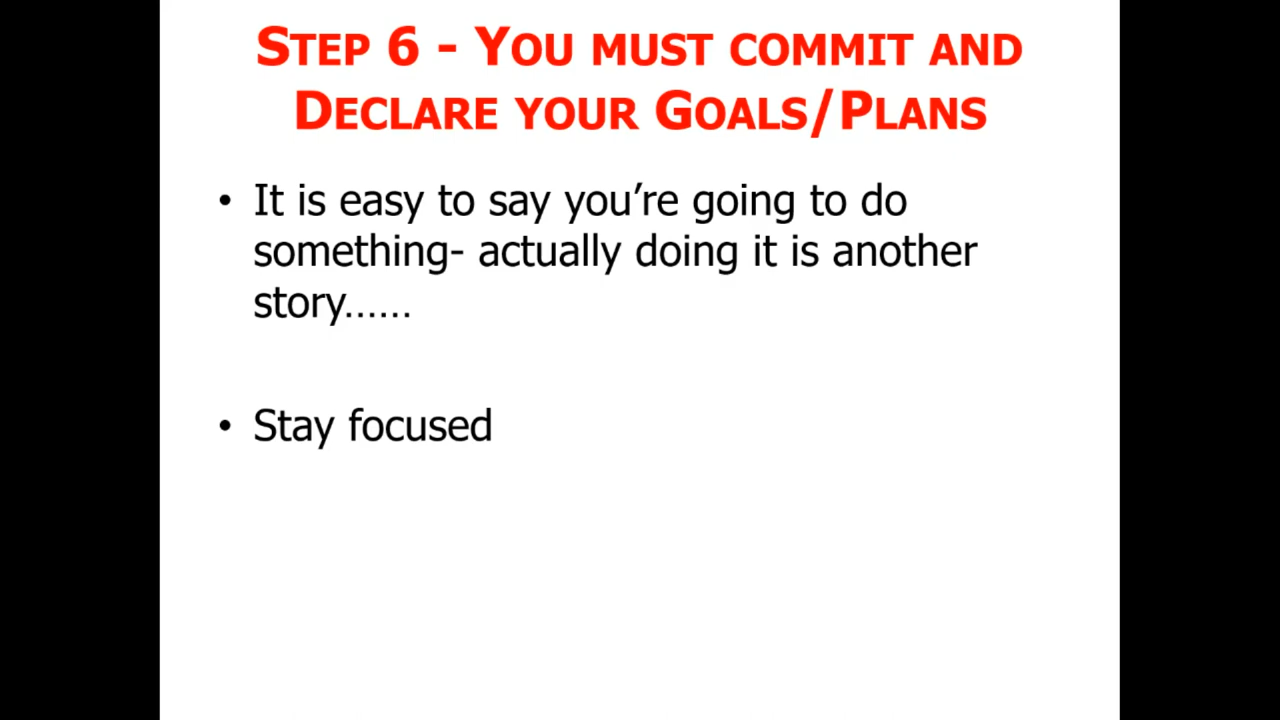 STEP 6 - YOU MUST COMMIT AND
DECLARE YOUR GOALS/PLANS
• It is easy to say you’re going to do
something- actually doing it is another
story……
• Stay focused